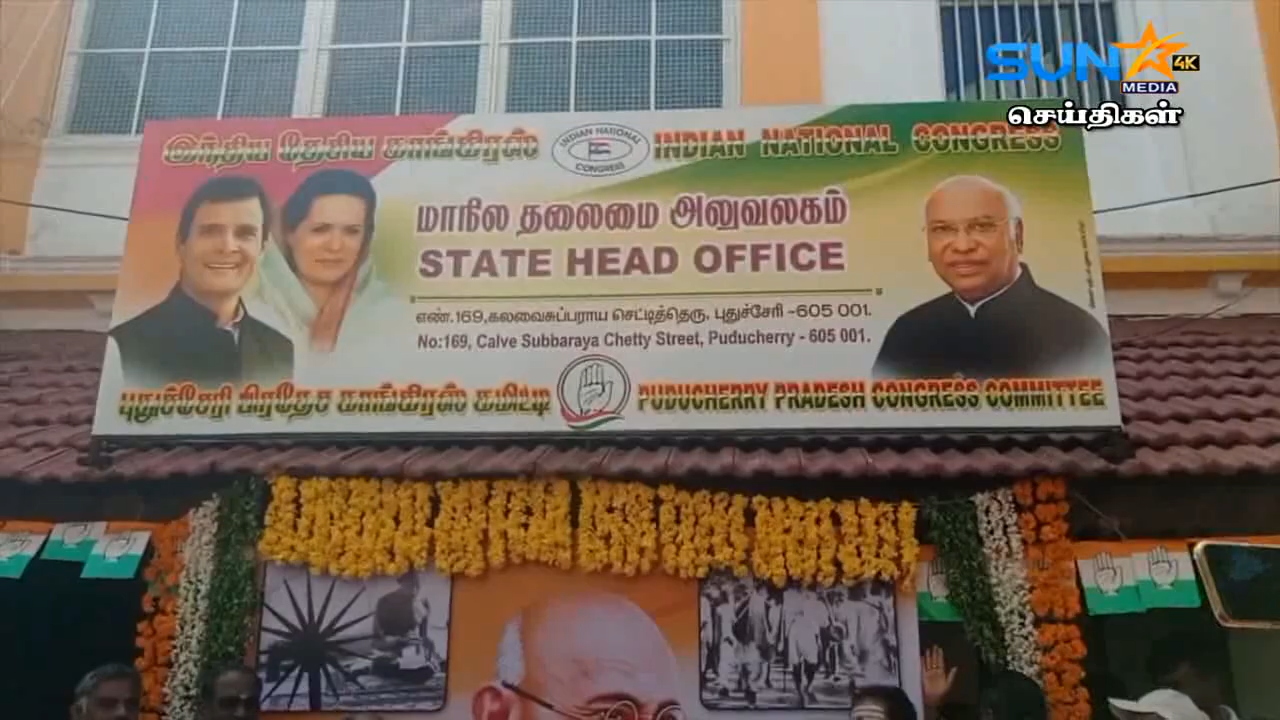 SUN MEDIA 4K
செய்திகள்
இந்திய தேசிய காங்கிரஸ் INDIAN NATIONAL CONGRESS INDIAN NATIONAL CONGRESS
மாநில தலைமை அலுவலகம்
STATE HEAD OFFICE
எண்.169,கலவைசுப்பராய செட்டித்தெரு, புதுச்சேரி -605 001.
No:169, Calve Subbaraya Chetty Street, Puducherry - 605 001.
புதுச்சேரி பிரதேச காங்கிரஸ் கமிட்டி PUDUCHERRY PRADESH CONGRESS COMMITTEE